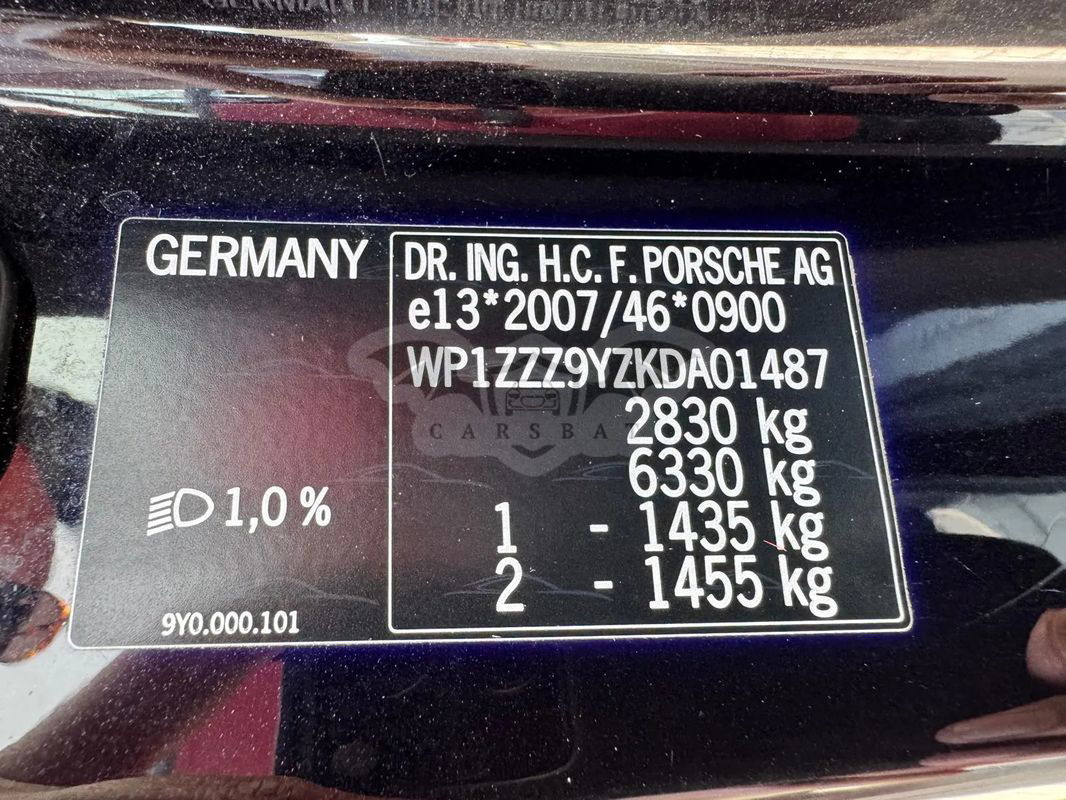 GERMANY
DR. ING. H.C. F. PORSCHE AG
e13*2007/46*0900
WP1ZZZ9YZKDA01487
2830 kg
6330 kg
1 - 1435 kg
2 - 1455 kg
1,0 %
9Y0.000.101